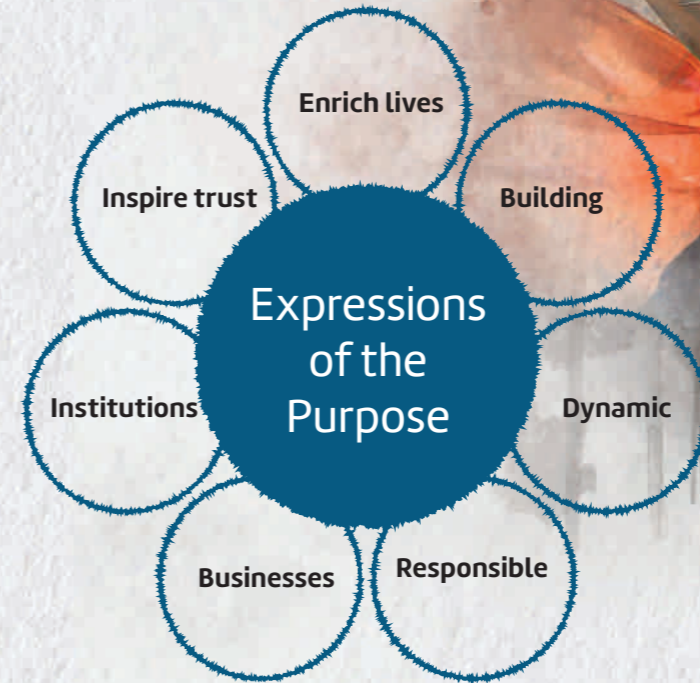 Enrich lives
Building
Dynamic
Responsible
Businesses
Institutions
Inspire trust
Expressions
of the
Purpose